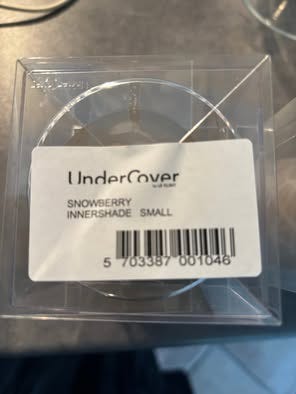 UnderCover
SNOWBERRY
INNERSHADE SMALL
5 703387 001046